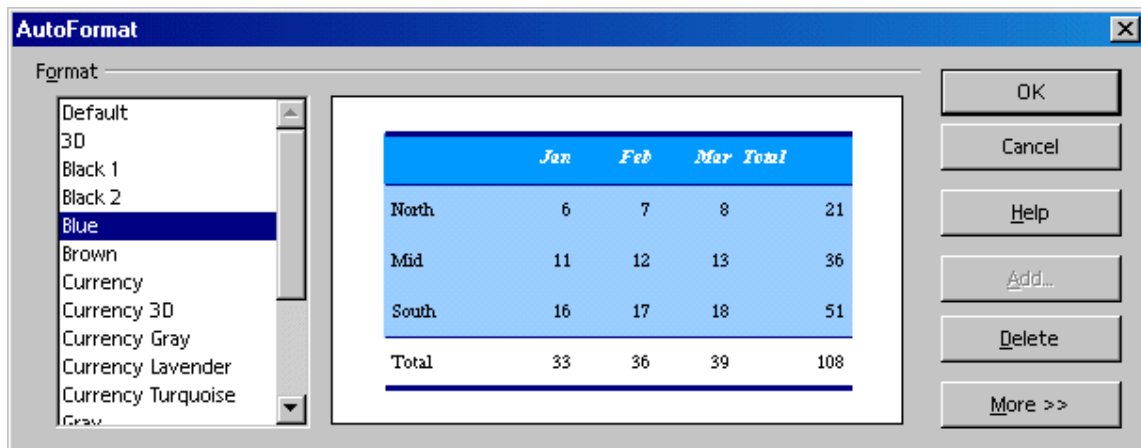 AutoFormat
Format
Default
3D
Black 1
Black 2
Blue
Brown
Currency
Currency 3D
Currency Gray
Currency Lavender
Currency Turquoise
Gray
Jan Feb Mar Total
North 6 7 8 21
Mid 11 12 13 36
South 16 17 18 51
Total 33 36 39 108
OK
Cancel
Help
Add...
Delete
More >>